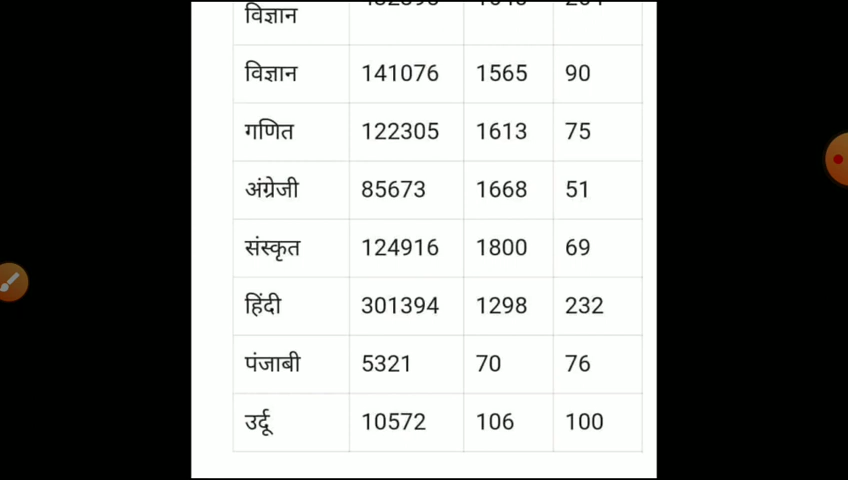 विज्ञान
विज्ञान 141076 1565 90
गणित 122305 1613 75
अंग्रेजी 85673 1668 51
संस्कृत 124916 1800 69
हिंदी 301394 1298 232
पंजाबी 5321 70 76
उर्दू 10572 106 100